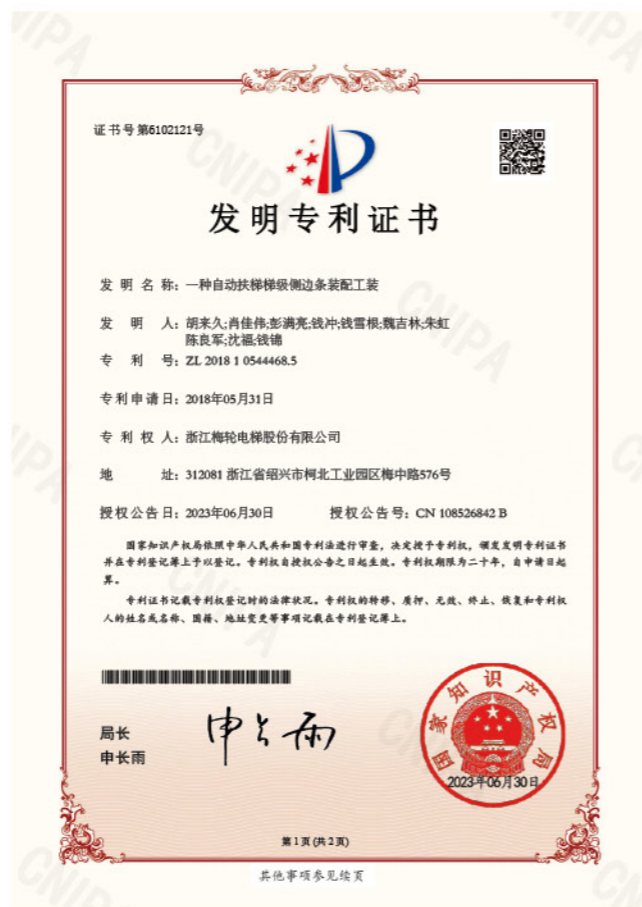 证书号第6102121号
发明专利证书
发明名称：一种自动扶梯梯级侧边条装配工装
发明人：胡来久;肖佳伟;彭满亮;钱冲;钱雪根;魏吉林;朱虹
陈良军;沈福;钱锦
专利号：ZL 2018 1 0544468.5
专利申请日：2018年05月31日
专利权人：浙江梅轮电梯股份有限公司
地址：312081 浙江省绍兴市柯北工业园区梅中路576号
授权公告日：2023年06月30日 授权公告号：CN 108526842 B
国家知识产权局依照中华人民共和国专利法进行审查，决定授予专利权，颁发发明专利证书
并在专利登记簿上予以登记。专利权自授权公告之日起生效。专利权期限为二十年，自申请日起
算。
专利证书记载专利权登记时的法律状况。专利权的转移、质押、无效、终止、恢复和专利权
人的姓名或名称、国籍、地址变更等事项记载在专利登记簿上。
局长
申长雨
申长雨
国家知识产权局
2023年06月30日
第1页(共2页)
其他事项参见续页
CNIPA
CNIPA
CNIPA
CNIPA
CNIPA
CNIPA
CNIPA